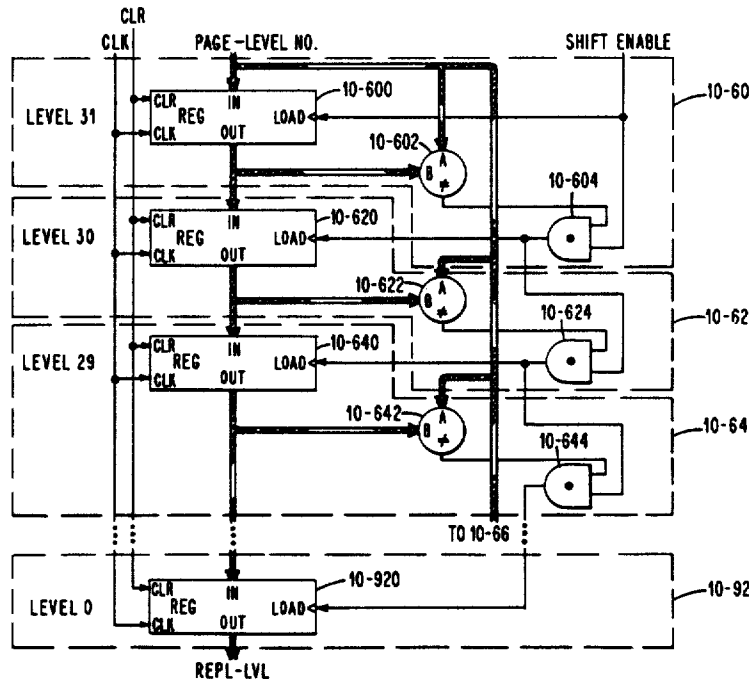 CLR
CLK
PAGE-LEVEL NO.
SHIFT ENABLE
LEVEL 31
CLR
IN
REG
LOAD
CLK
OUT
10-600
10-60
10-602
A
B
≠
10-604
LEVEL 30
CLR
IN
REG
LOAD
CLK
OUT
10-620
10-622
A
B
≠
10-62
10-624
LEVEL 29
CLR
IN
REG
LOAD
CLK
OUT
10-640
10-642
A
B
≠
10-64
10-644
TO 10-66
LEVEL 0
CLR
IN
REG
LOAD
CLK
OUT
10-920
10-92
REPL-LVL